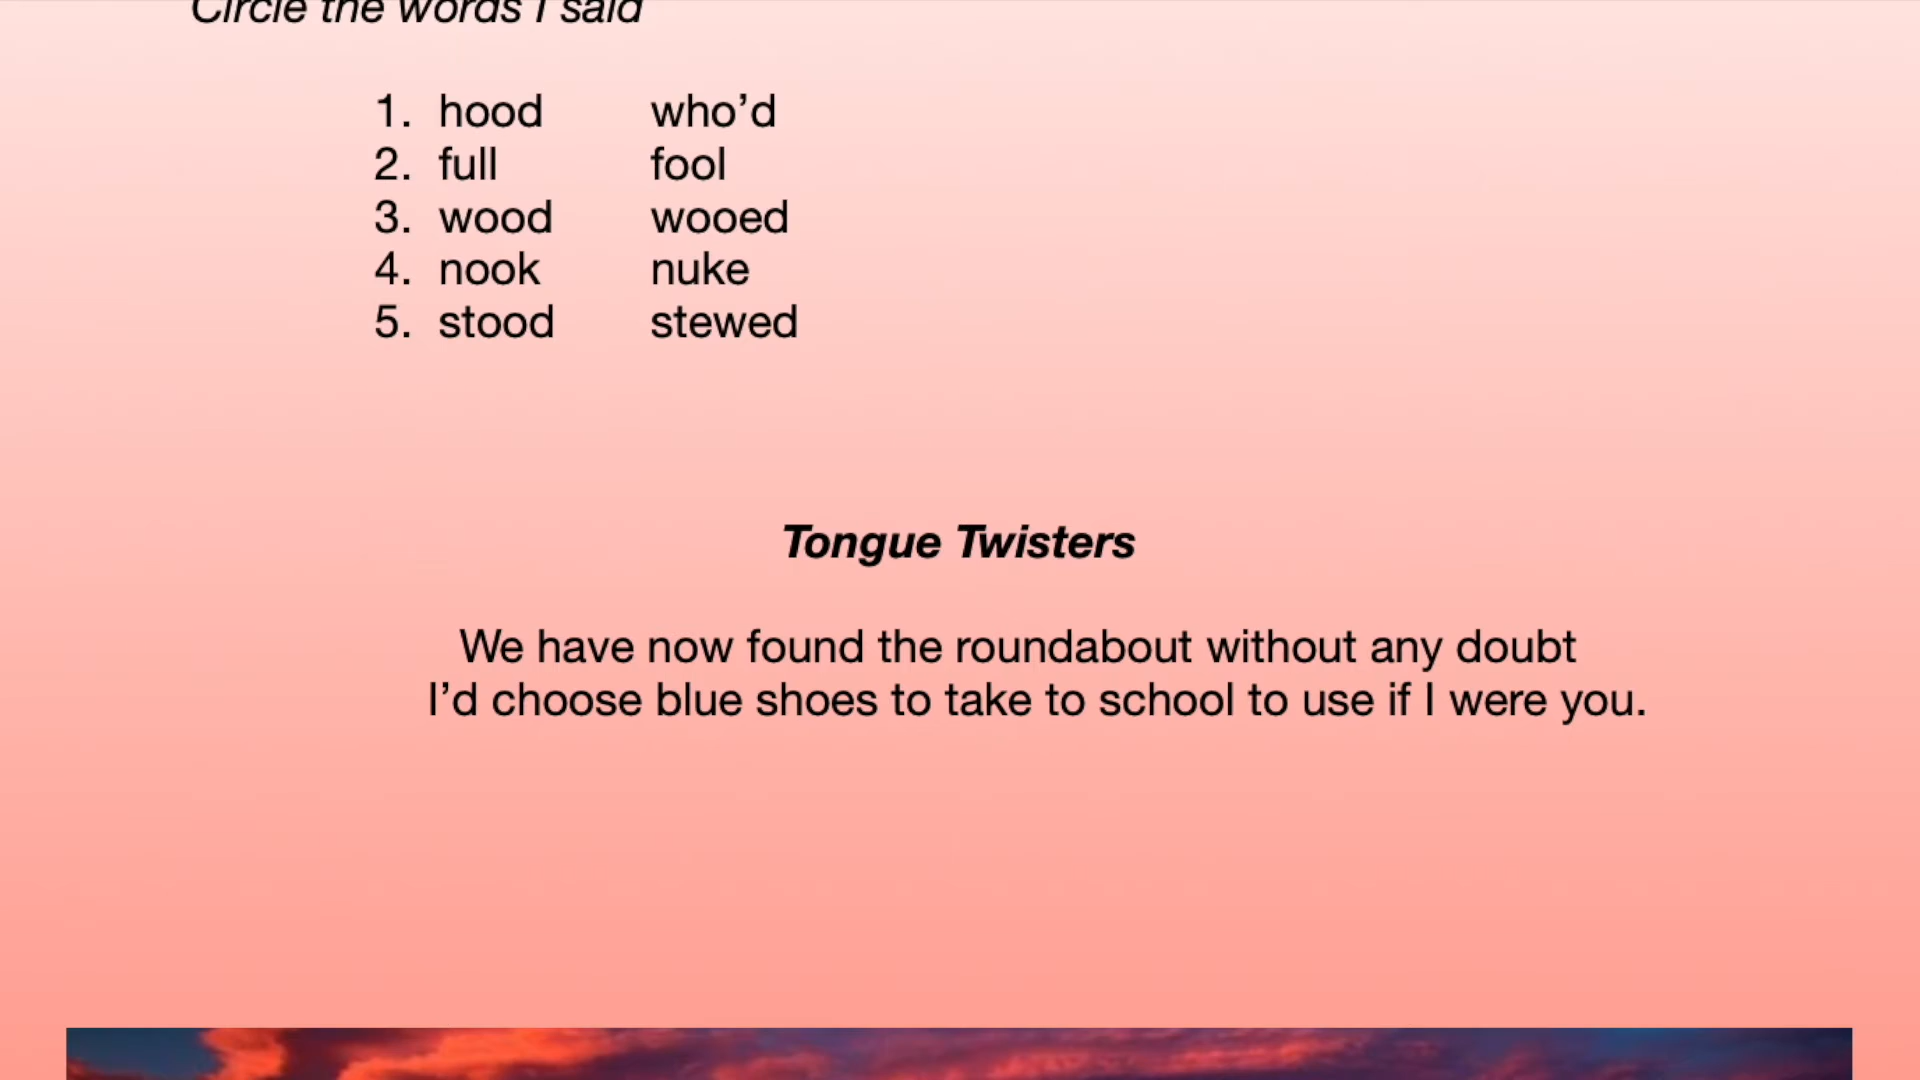 Circle the words I said
1. hood who’d
2. full fool
3. wood wooed
4. nook nuke
5. stood stewed
Tongue Twisters
We have now found the roundabout without any doubt
I’d choose blue shoes to take to school to use if I were you.